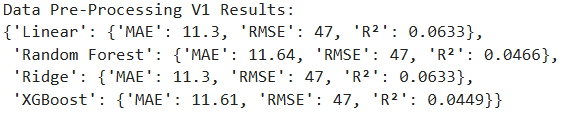 Data Pre-Processing V1 Results:
{'Linear': {'MAE': 11.3, 'RMSE': 47, 'R²': 0.0633},
'Random Forest': {'MAE': 11.64, 'RMSE': 47, 'R²': 0.0466},
'Ridge': {'MAE': 11.3, 'RMSE': 47, 'R²': 0.0633},
'XGBoost': {'MAE': 11.61, 'RMSE': 47, 'R²': 0.0449}}